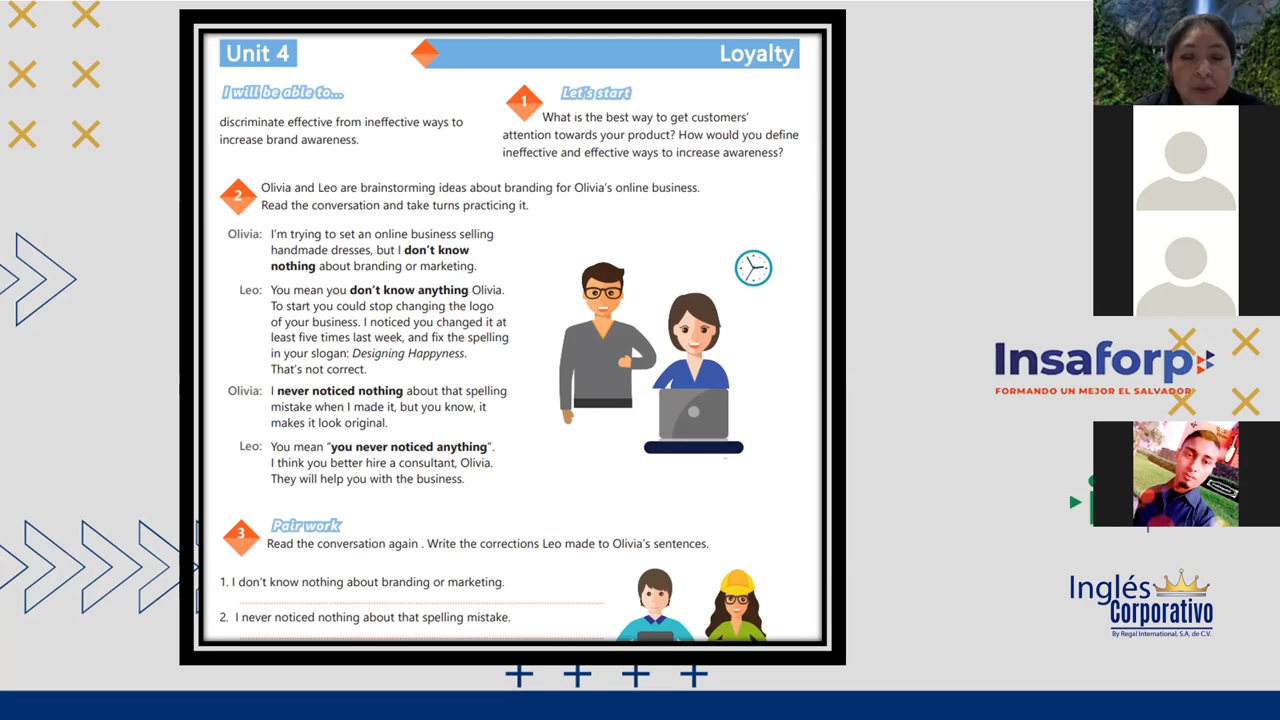 Unit 4
Loyalty
I will be able to...
discriminate effective from ineffective ways to
increase brand awareness.
1
Let's start
What is the best way to get customers'
attention towards your product? How would you define
ineffective and effective ways to increase awareness?
2
Olivia and Leo are brainstorming ideas about branding for Olivia's online business.
Read the conversation and take turns practicing it.
Olivia: I'm trying to set an online business selling
handmade dresses, but I don't know
nothing about branding or marketing.
Leo: You mean you don't know anything Olivia.
To start you could stop changing the logo
of your business. I noticed you changed it at
least five times last week, and fix the spelling
in your slogan: Designing Happyness.
That's not correct.
Olivia: I never noticed nothing about that spelling
mistake when I made it, but you know, it
makes it look original.
Leo: You mean "you never noticed anything".
I think you better hire a consultant, Olivia.
They will help you with the business.
3
Pair work
Read the conversation again . Write the corrections Leo made to Olivia's sentences.
1. I don't know nothing about branding or marketing.
2. I never noticed nothing about that spelling mistake.
Insaforp
FORMANDO UN MEJOR EL SALVADOR
Inglés
Corporativo
By Regal International, S.A. de C.V.